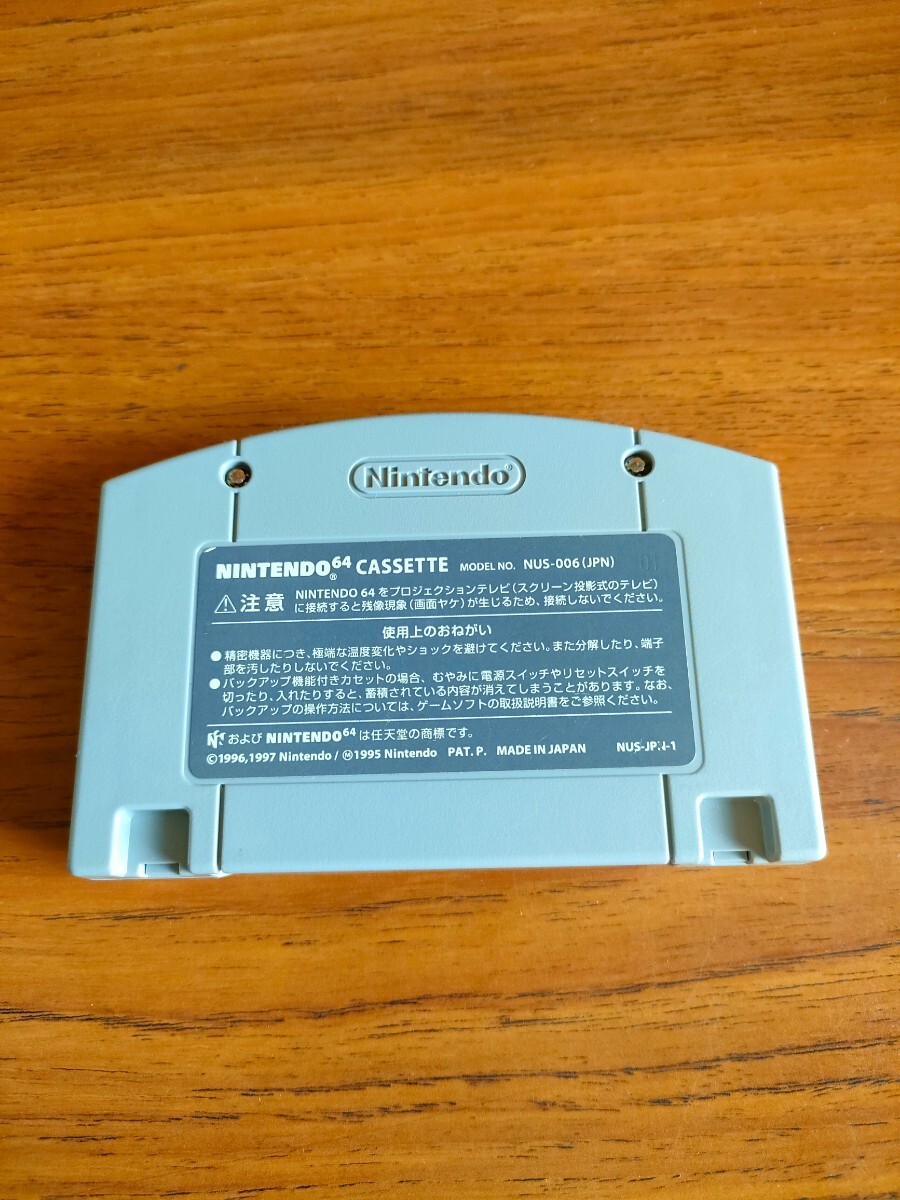 Nintendo®
NINTENDO64® CASSETTE MODEL NO. NUS-006(JPN) 01
⚠注意 NINTENDO 64をプロジェクションテレビ(スクリーン投影式のテレビ)
に接続すると残像現象(画面ヤケ)が生じるため、接続しないでください。
使用上のおねがい
●精密機器につき、極端な温度変化やショックを避けてください。また分解したり、端子
部を汚したりしないでください。
●バックアップ機能付きカセットの場合、むやみに電源スイッチやリセットスイッチを
切ったり、入れたりすると、蓄積されている内容が消えてしまうことがあります。なお、
バックアップの操作方法については、ゲームソフトの取扱説明書をご参照ください。
および NINTENDO64 は任天堂の商標です。
©1996,1997 Nintendo / Ⓜ1995 Nintendo PAT. P. MADE IN JAPAN NUS-JPN-1